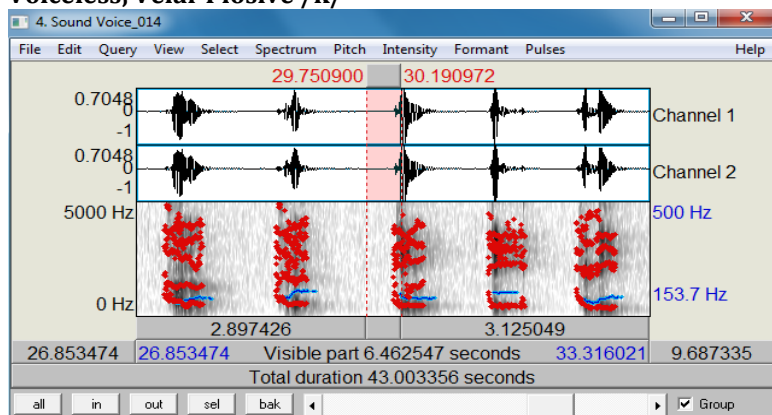 4. Sound Voice_014
File Edit Query View Select Spectrum Pitch Intensity Formant Pulses Help
29.750900 30.190972
0.7048
0
-1
Channel 1
0.7048
0
-1
Channel 2
5000 Hz 500 Hz
0 Hz 153.7 Hz
2.897426 3.125049
26.853474 26.853474 Visible part 6.462547 seconds 33.316021 9.687335
Total duration 43.003356 seconds
all in out sel bak Group